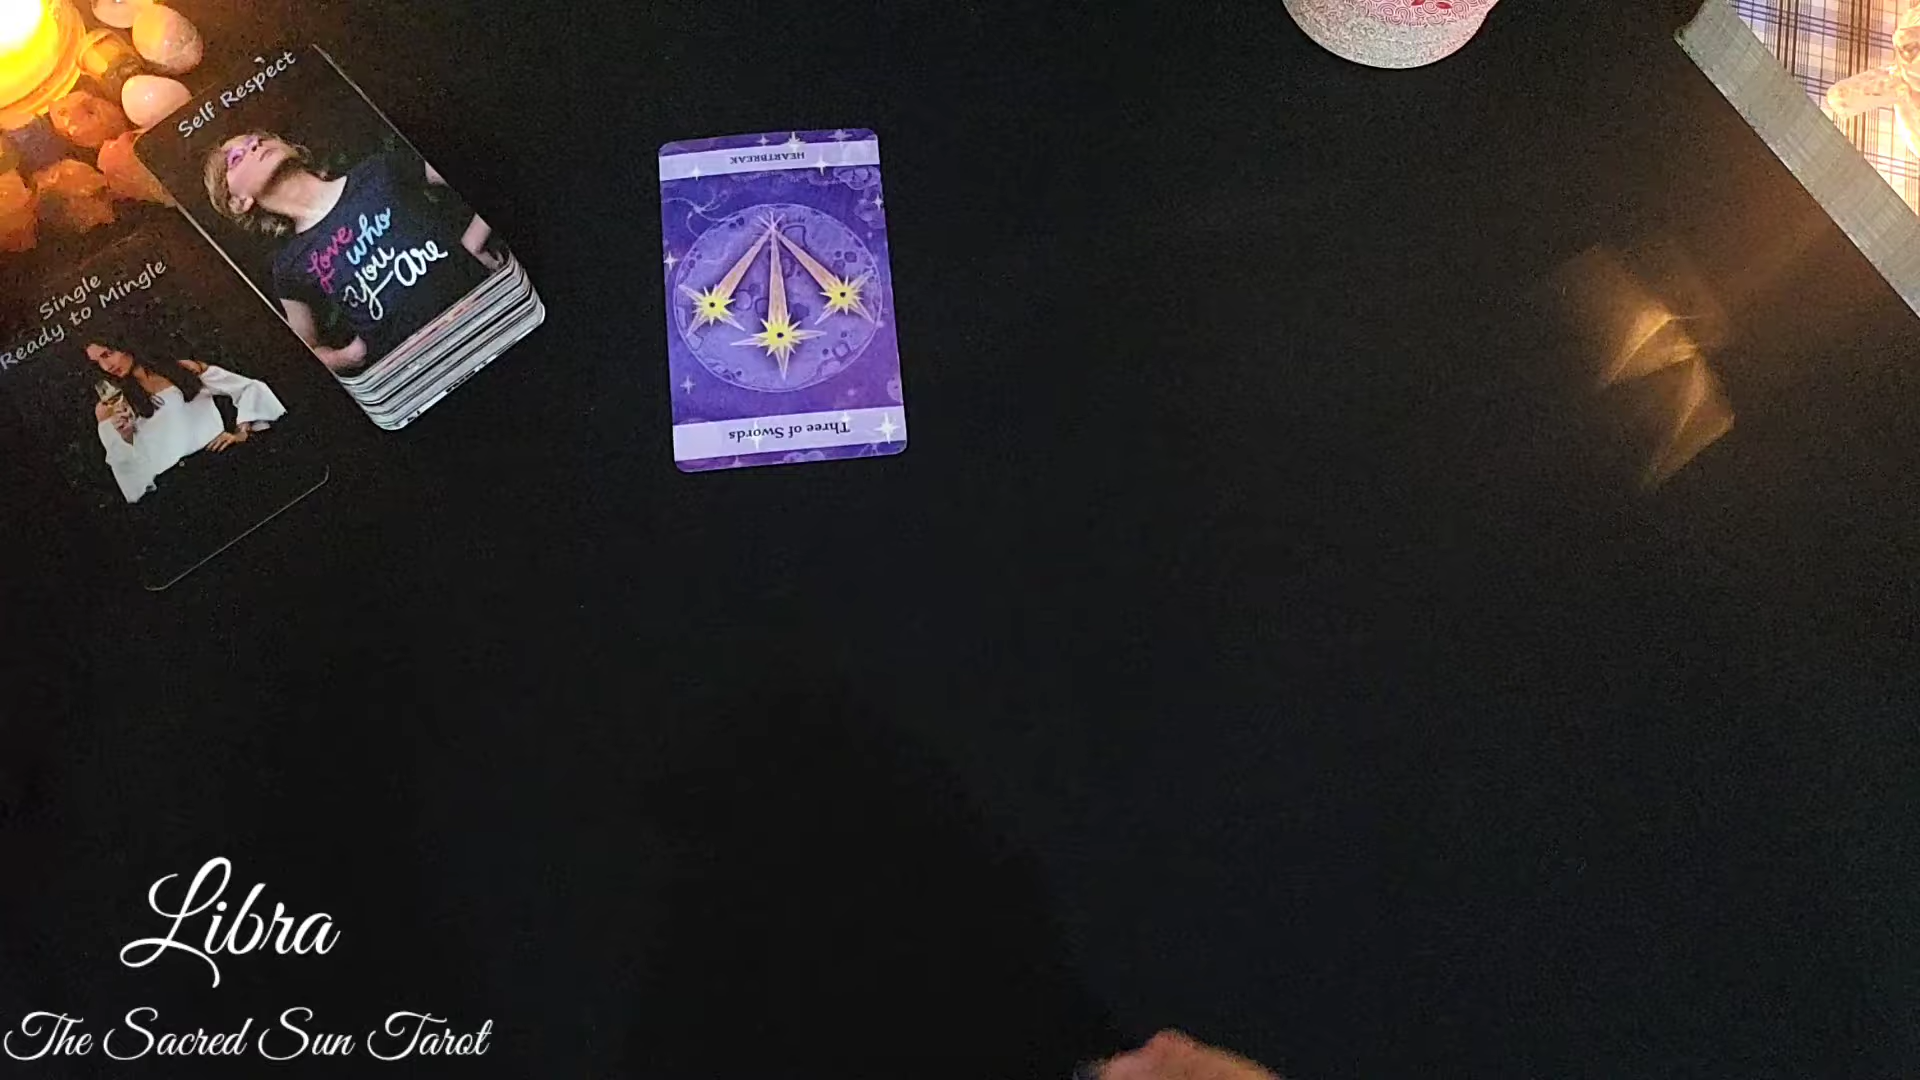 Self Respect
Love
who
you
Are
Single
Ready to Mingle
HEARTBREAK
Three of Swords
Libra
The Sacred Sun Tarot